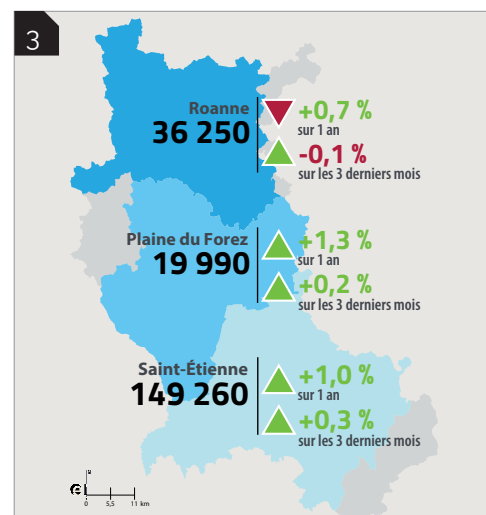 3
Roanne
36 250
+0,7 %
sur 1 an
-0,1 %
sur les 3 derniers mois
Plaine du Forez
19 990
+1,3 %
sur 1 an
+0,2 %
sur les 3 derniers mois
Saint-Étienne
149 260
+1,0 %
sur 1 an
+0,3 %
sur les 3 derniers mois
0 5,5 11 km